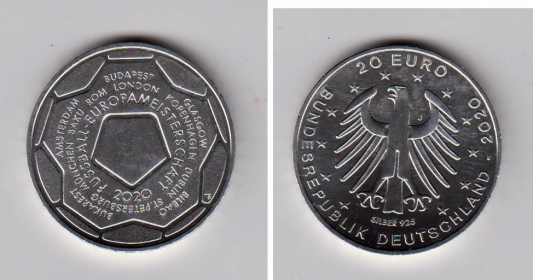 BUDAPEST GLASGOW BILBAO BUKAREST AMSTERDAM
ROM LONDON KOPENHAGEN DUBLIN ST.PETERSBURG MÜNCHEN BAKU
FUSSBALL-EUROPAMEISTERSCHAFT
2020
20 EURO
BUNDESREPUBLIK DEUTSCHLAND - 2020
SILBER 925